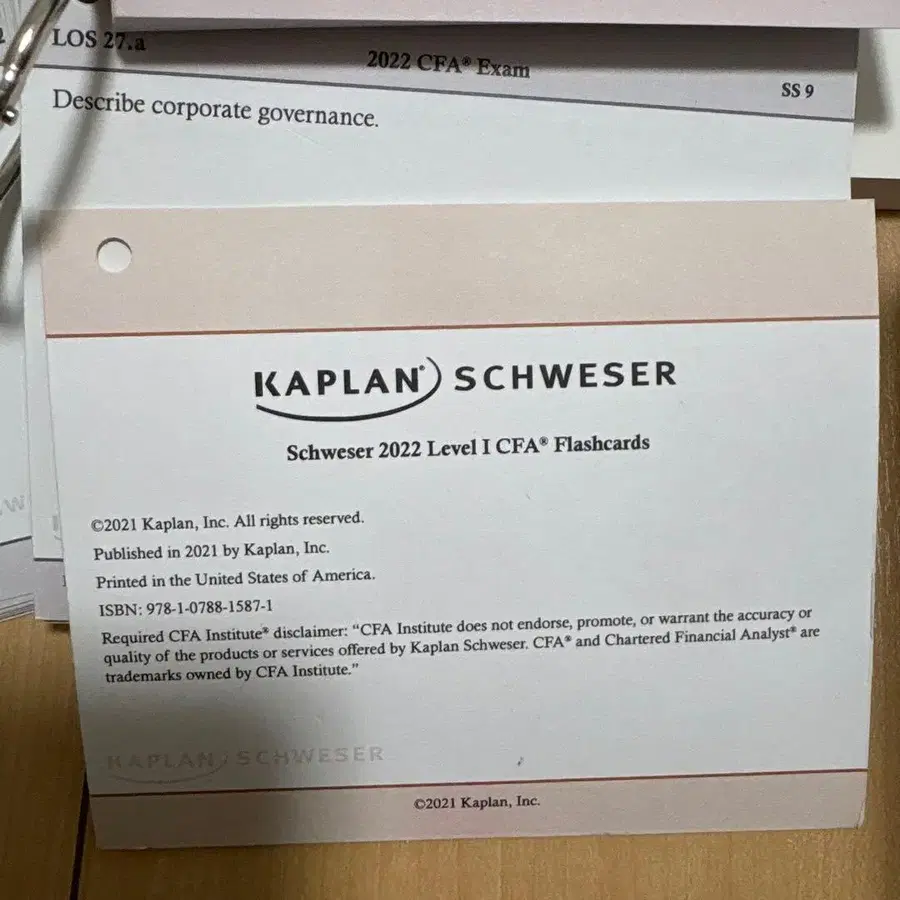 LOS 27.a
2022 CFA® Exam
SS 9
Describe corporate governance.
KAPLAN® SCHWESER
Schweser 2022 Level I CFA® Flashcards
©2021 Kaplan, Inc. All rights reserved.
Published in 2021 by Kaplan, Inc.
Printed in the United States of America.
ISBN: 978-1-0788-1587-1
Required CFA Institute® disclaimer: “CFA Institute does not endorse, promote, or warrant the accuracy or
quality of the products or services offered by Kaplan Schweser. CFA® and Chartered Financial Analyst® are
trademarks owned by CFA Institute.”
KAPLAN SCHWESER
©2021 Kaplan, Inc.